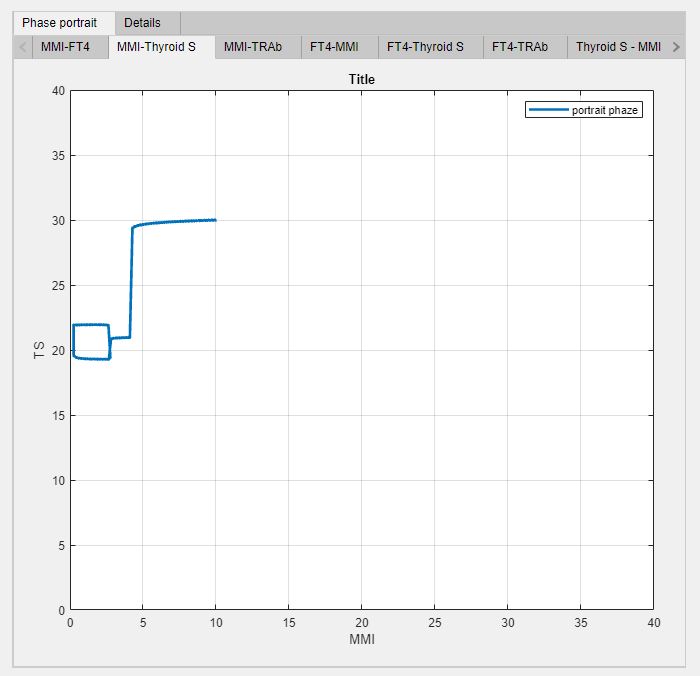 Phase portrait Details
MMI-FT4 MMI-Thyroid S MMI-TRAb FT4-MMI FT4-Thyroid S FT4-TRAb Thyroid S - MMI
Title
portrait phaze
40
35
30
25
20
15
10
5
0
TS
0 5 10 15 20 25 30 35 40
MMI